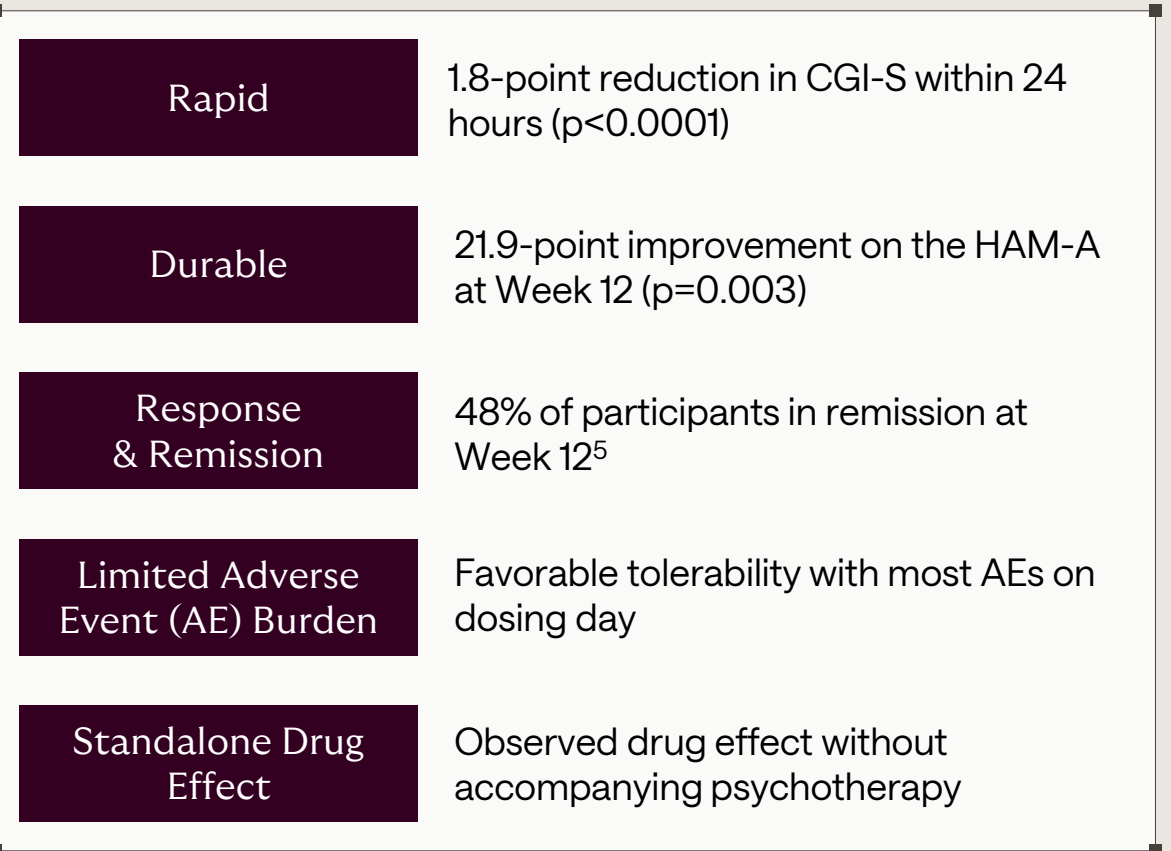 Rapid
1.8-point reduction in CGI-S within 24
hours (p<0.0001)
Durable
21.9-point improvement on the HAM-A
at Week 12 (p=0.003)
Response
& Remission
48% of participants in remission at
Week 12⁵
Limited Adverse
Event (AE) Burden
Favorable tolerability with most AEs on
dosing day
Standalone Drug
Effect
Observed drug effect without
accompanying psychotherapy